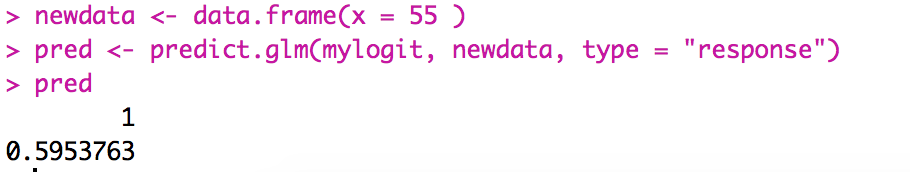 > newdata <- data.frame(x = 55 )
> pred <- predict.glm(mylogit, newdata, type = "response")
> pred
1
0.5953763